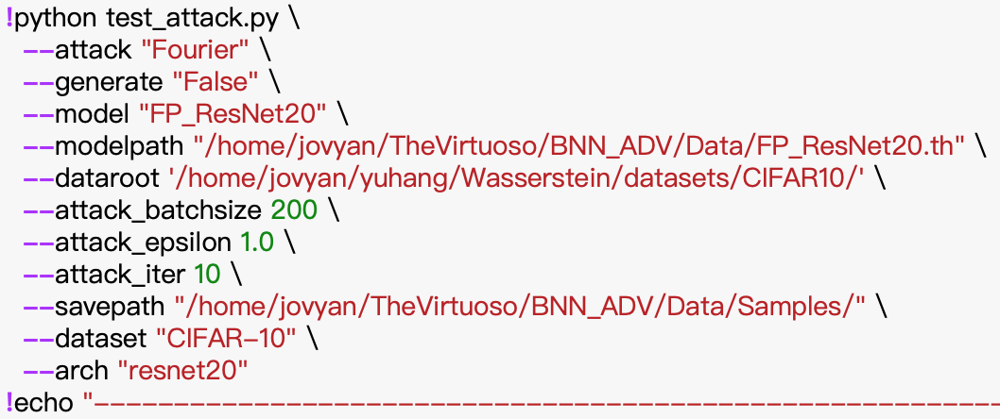 !python test_attack.py \
--attack "Fourier" \
--generate "False" \
--model "FP_ResNet20" \
--modelpath "/home/jovyan/TheVirtuoso/BNN_ADV/Data/FP_ResNet20.th" \
--dataroot '/home/jovyan/yuhang/Wasserstein/datasets/CIFAR10/' \
--attack_batchsize 200 \
--attack_epsilon 1.0 \
--attack_iter 10 \
--savepath "/home/jovyan/TheVirtuoso/BNN_ADV/Data/Samples/" \
--dataset "CIFAR-10" \
--arch "resnet20"
!echo "---------------------------------------------------------